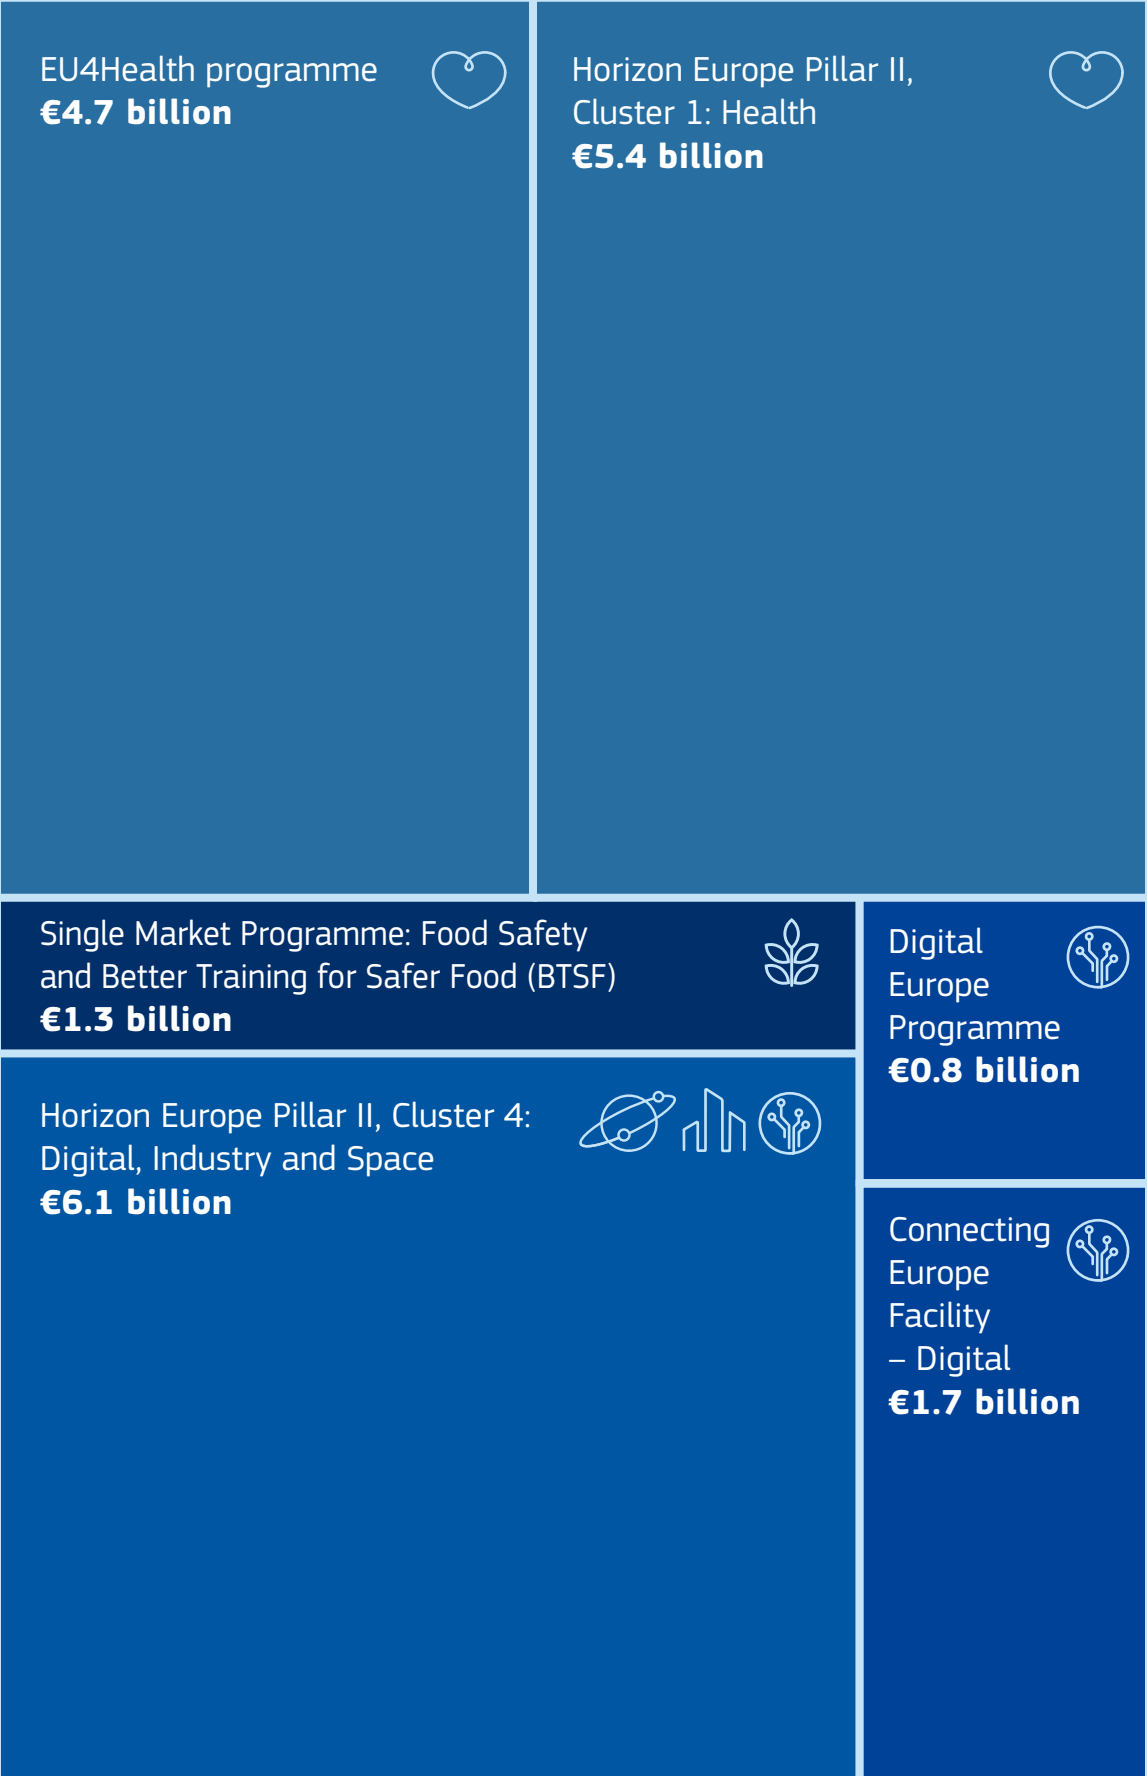 EU4Health programme
€4.7 billion
Horizon Europe Pillar II,
Cluster 1: Health
€5.4 billion
Single Market Programme: Food Safety
and Better Training for Safer Food (BTSF)
€1.3 billion
Digital
Europe
Programme
€0.8 billion
Horizon Europe Pillar II, Cluster 4:
Digital, Industry and Space
€6.1 billion
Connecting
Europe
Facility
– Digital
€1.7 billion